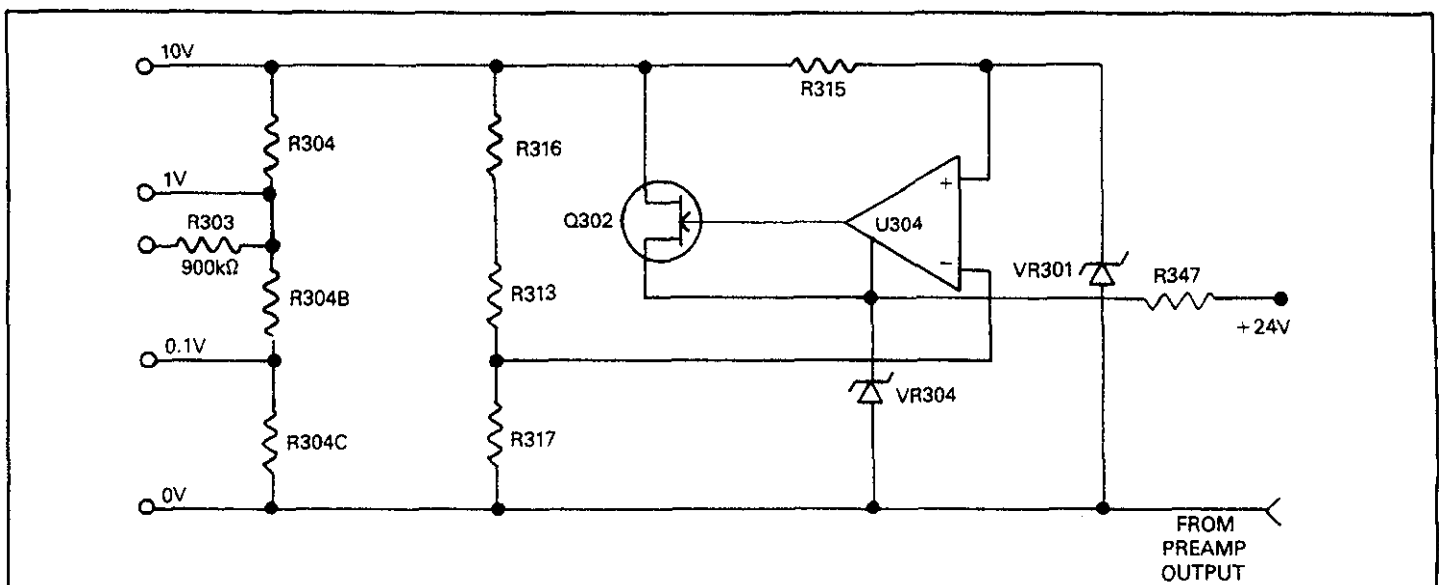 10V
R315
R304
R316
1V
+
R303
Q302
U304
900kΩ
VR301
R347
−
R304B
R313
+24V
0.1V
VR304
R304C
R317
0V
FROM
PREAMP
OUTPUT